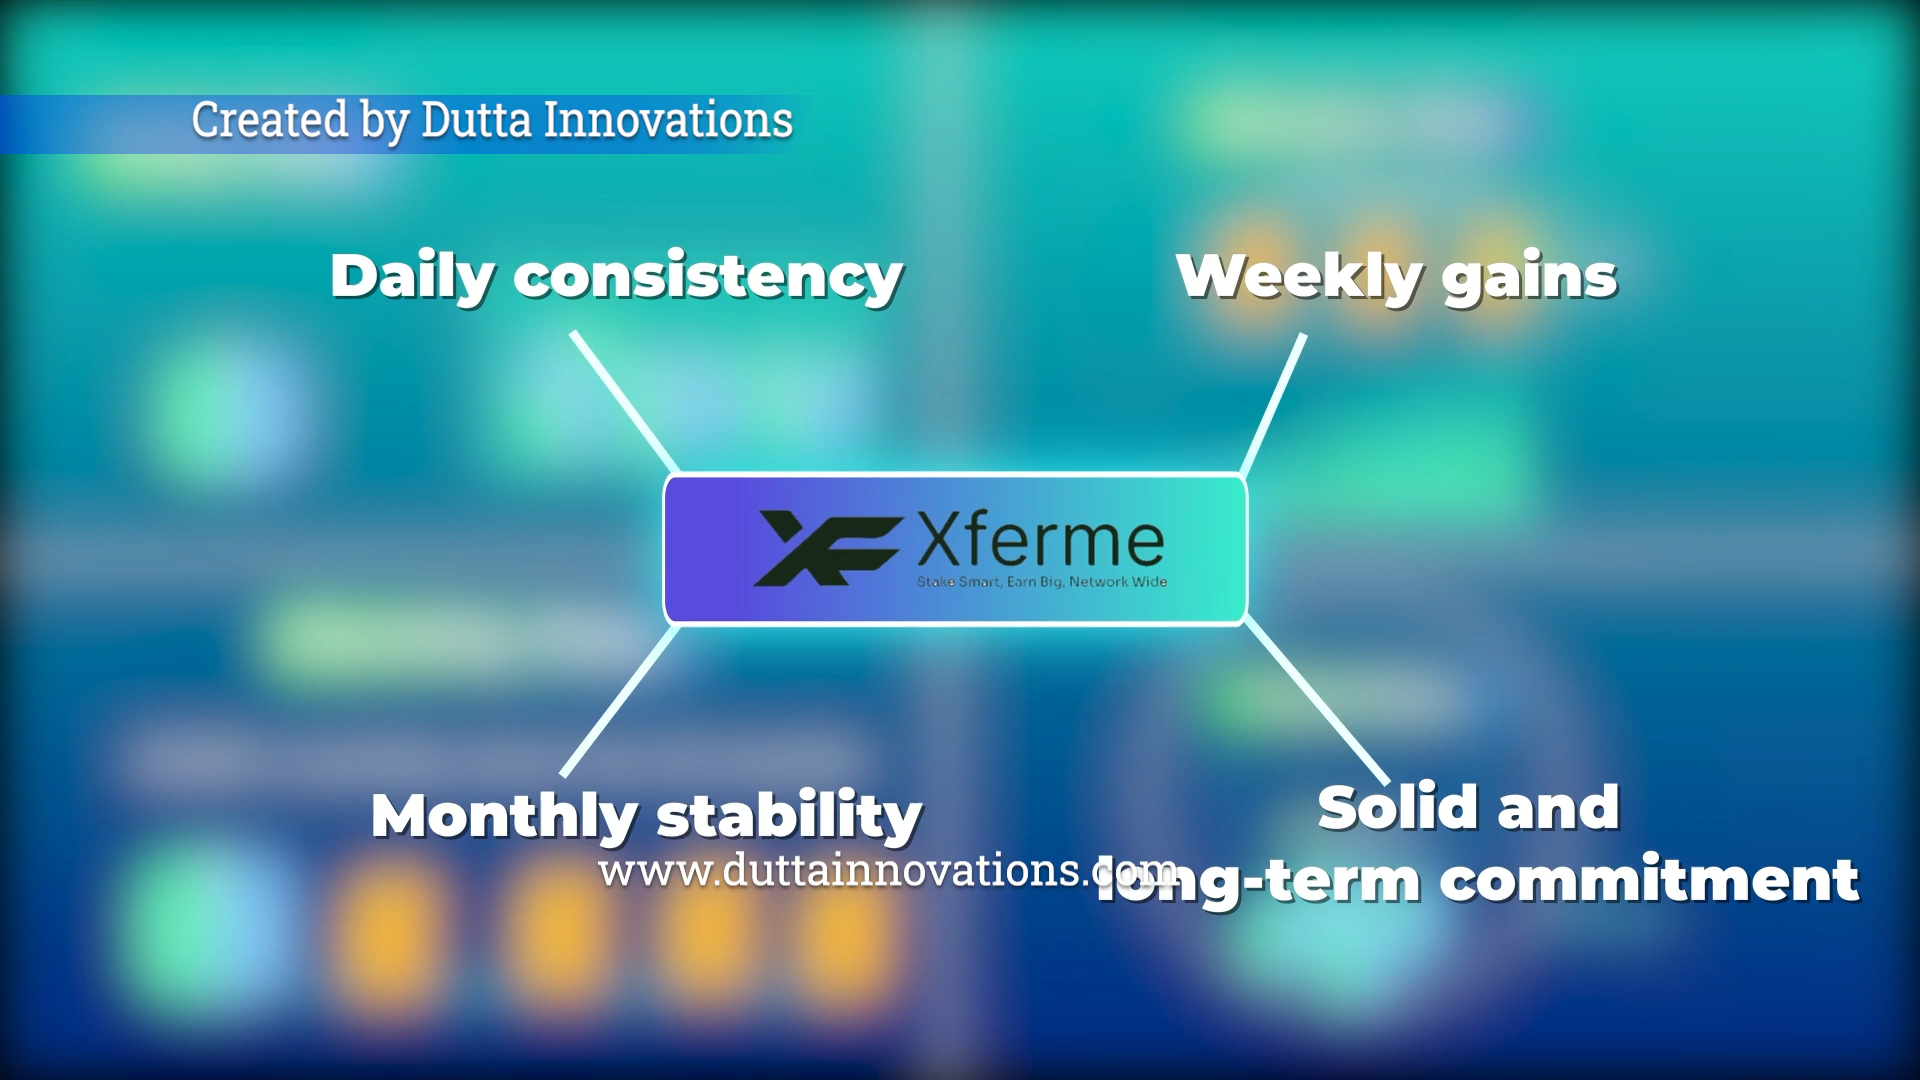 Created by Dutta Innovations
Daily consistency
Weekly gains
Xferme
Stake Smart, Earn Big, Network Wide
Monthly stability
Solid and
long-term commitment
www.duttainnovations.com